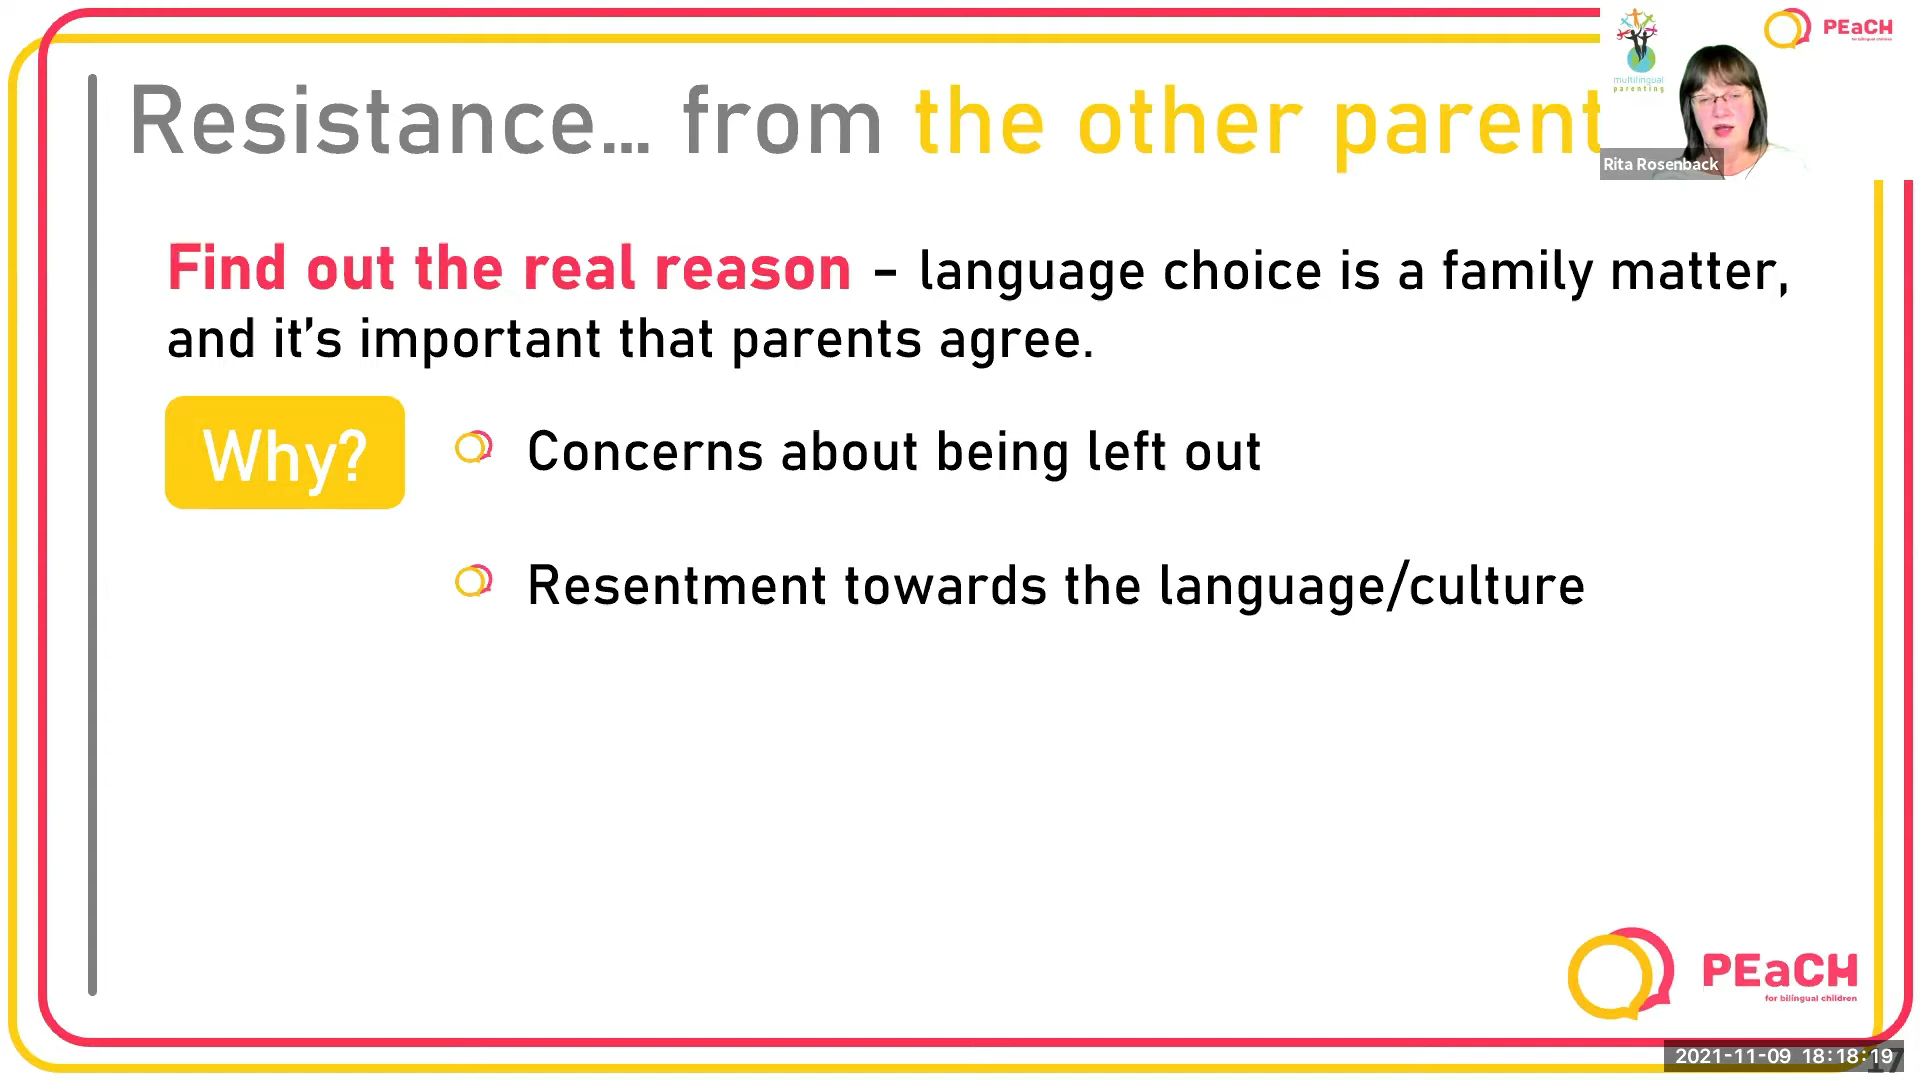 Resistance... from the other parent
multilingual
parenting
PEaCH
for bilingual children
Rita Rosenback
Find out the real reason – language choice is a family matter,
and it's important that parents agree.
Why?
Concerns about being left out
Resentment towards the language/culture
PEaCH
for bilingual children
2021-11-09 18:18:19
17